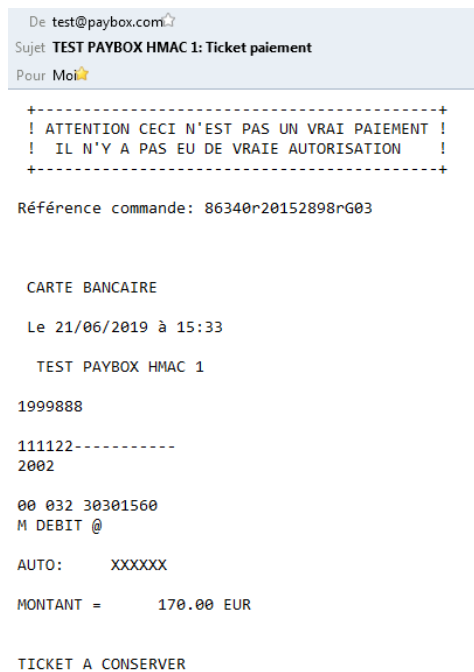 De test@paybox.com
Sujet TEST PAYBOX HMAC 1: Ticket paiement
Pour Moi
+-------------------------------------------+
! ATTENTION CECI N'EST PAS UN VRAI PAIEMENT !
! IL N'Y A PAS EU DE VRAIE AUTORISATION !
+-------------------------------------------+
Référence commande: 86340r20152898rG03
CARTE BANCAIRE
Le 21/06/2019 à 15:33
TEST PAYBOX HMAC 1
1999888
111122-----------
2002
00 032 30301560
M DEBIT @
AUTO: XXXXXX
MONTANT = 170.00 EUR
TICKET A CONSERVER